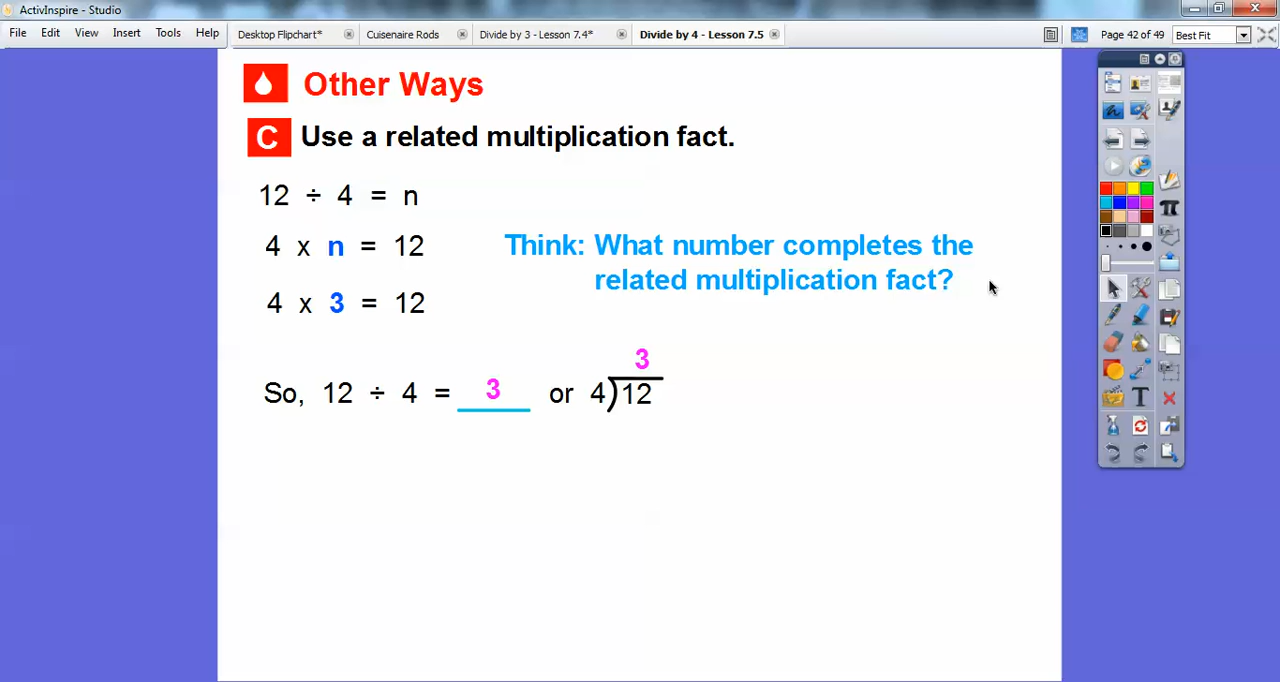 ActivInspire - Studio
File Edit View Insert Tools Help
Desktop Flipchart* Cuisenaire Rods Divide by 3 - Lesson 7.4* Divide by 4 - Lesson 7.5
Page 42 of 49 Best Fit
Other Ways
C Use a related multiplication fact.
12 ÷ 4 = n
4 x n = 12
Think: What number completes the
related multiplication fact?
4 x 3 = 12
3
So, 12 ÷ 4 = 3 or 4)12